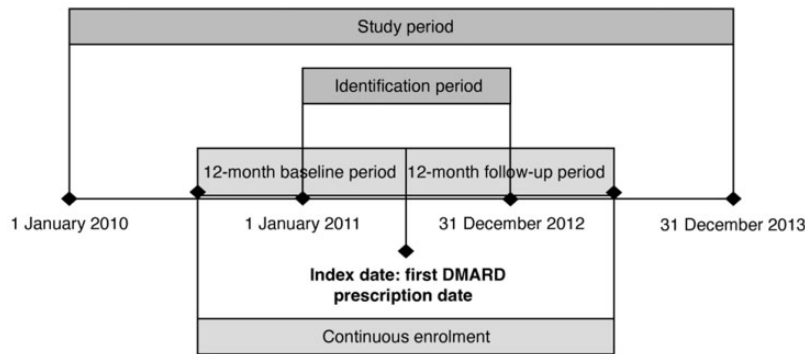 Study period
Identification period
12-month baseline period
12-month follow-up period
1 January 2010
1 January 2011
31 December 2012
31 December 2013
Index date: first DMARD
prescription date
Continuous enrolment